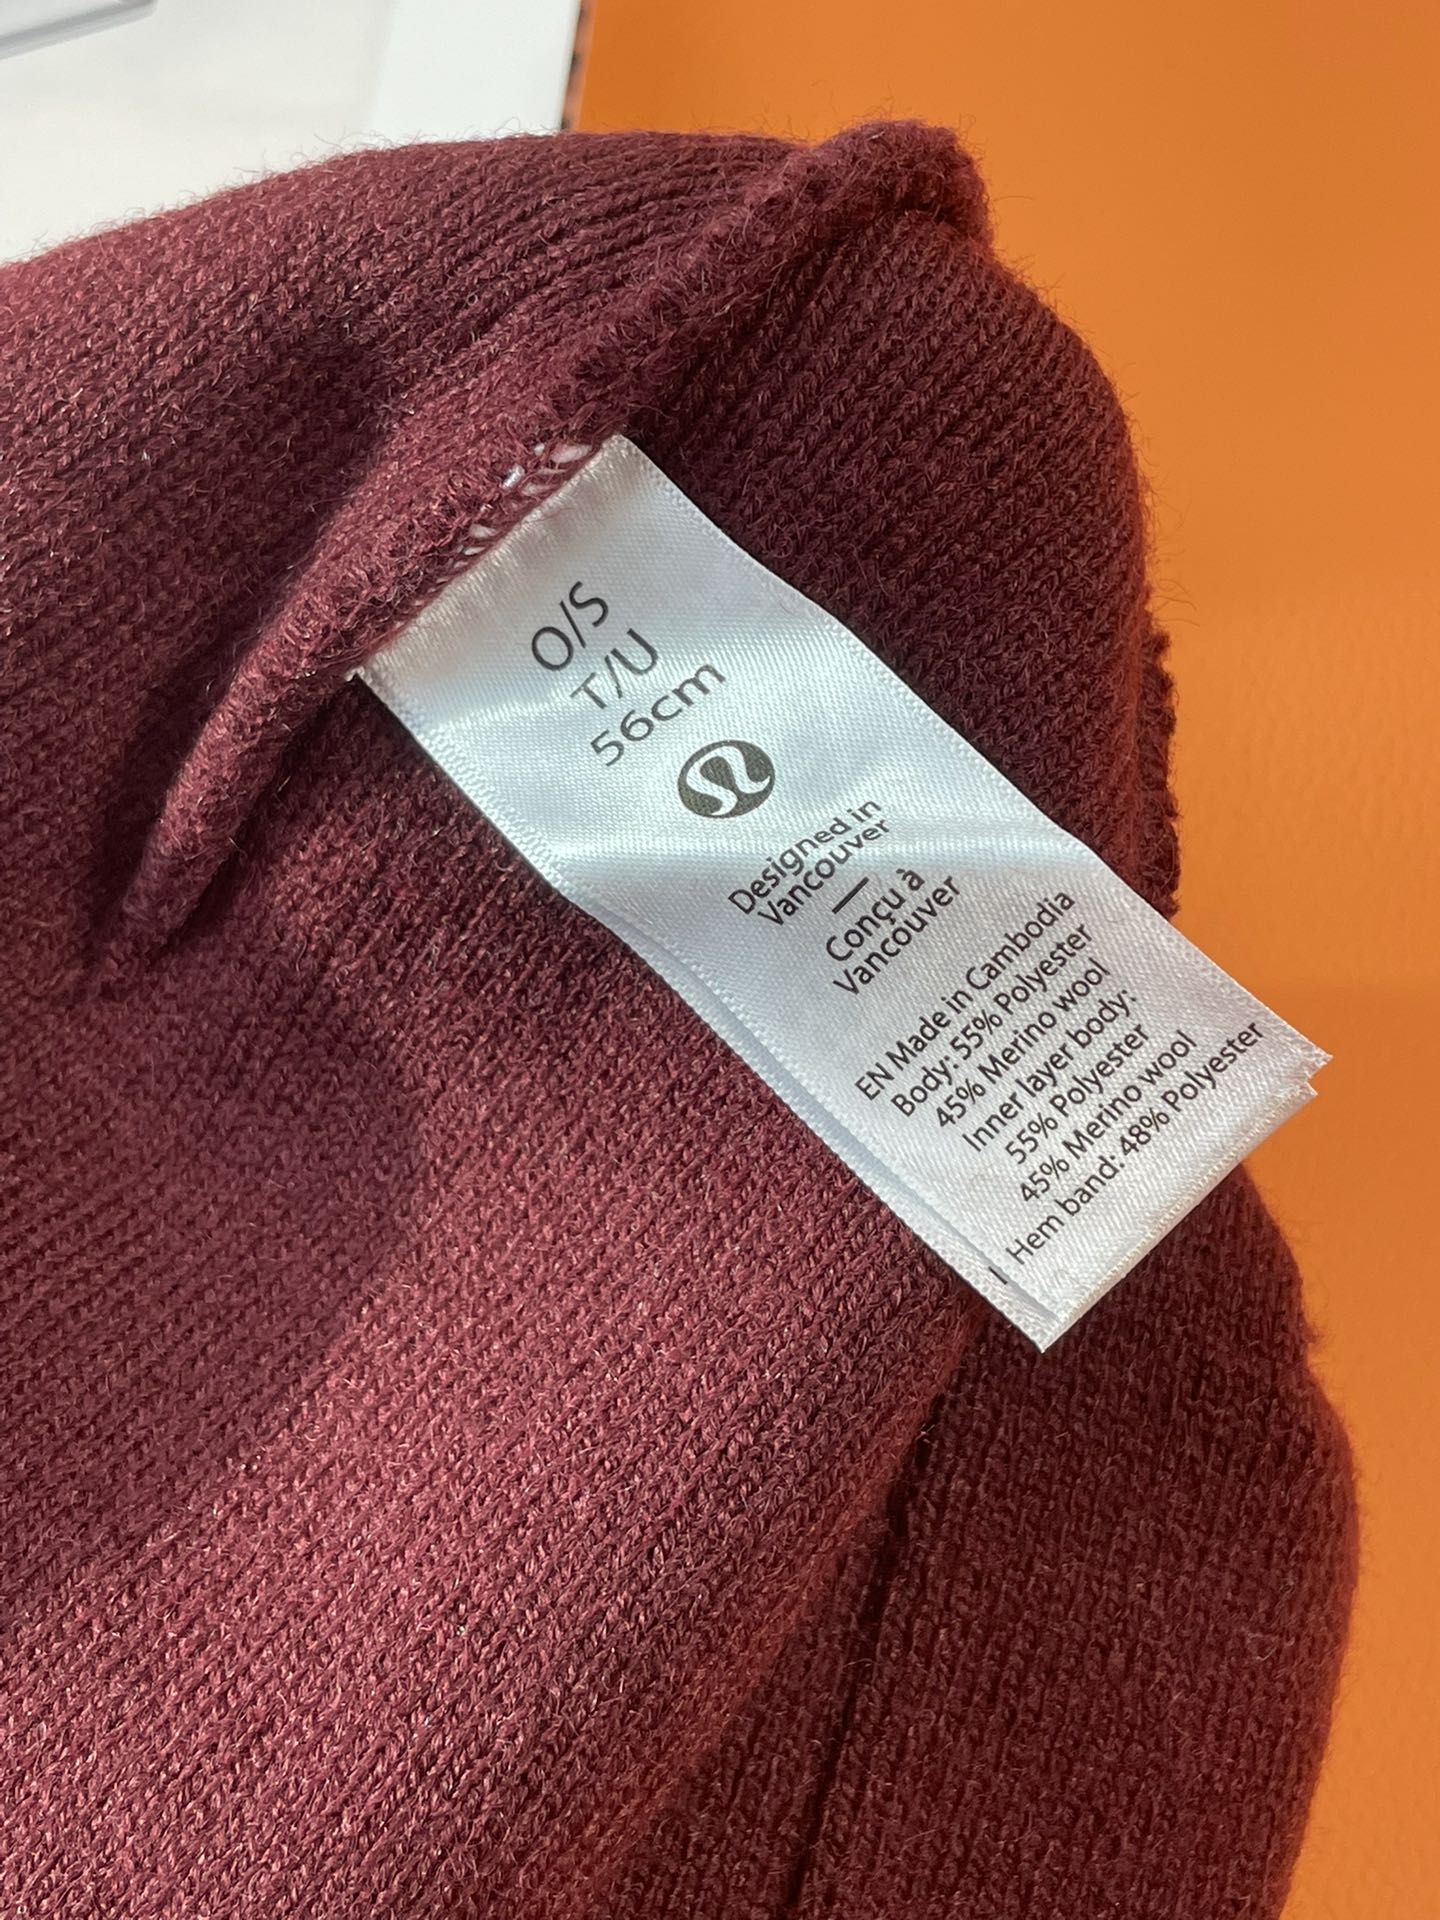 O/S
T/U
56cm
Designed in
Vancouver
—
Conçu à
Vancouver
EN Made in Cambodia
Body: 55% Polyester
45% Merino wool
Inner layer body:
55% Polyester
45% Merino wool
Hem band: 48% Polyester